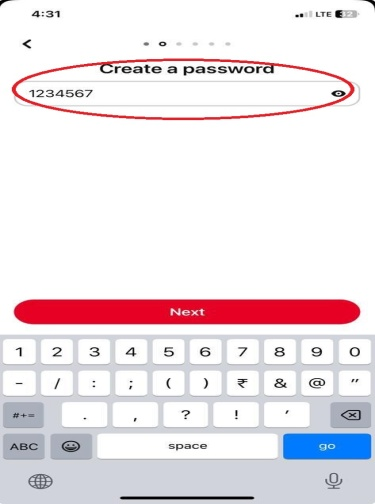 4:31
LTE 32
Create a password
1234567
Next
1 2 3 4 5 6 7 8 9 0
- / : ; ( ) ₹ & @ "
#+= . , ? ! '
ABC space go